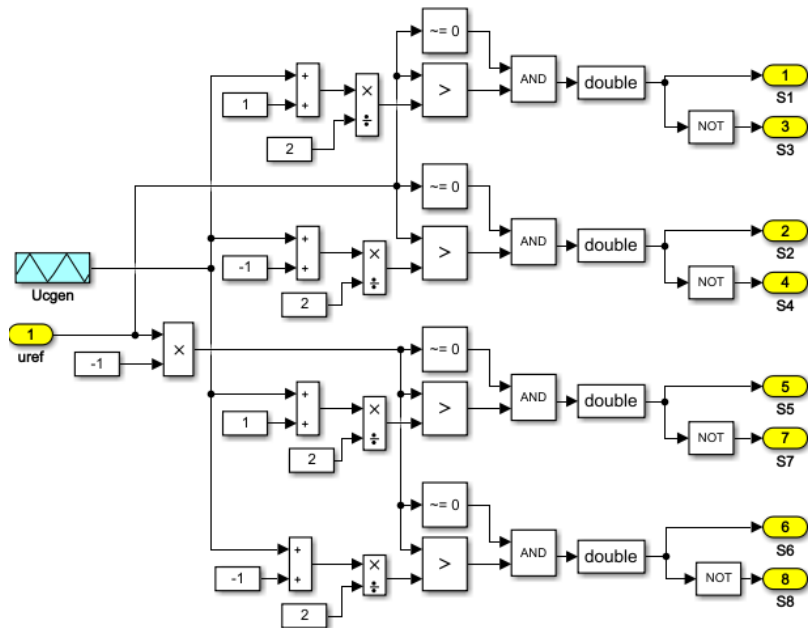 ~= 0
+
+
1
×
÷
2
>
AND
double
1
S1
NOT
3
S3
~= 0
+
+
-1
×
÷
2
>
AND
double
2
S2
NOT
4
S4
Ucgen
1
uref
-1
×
~= 0
+
+
1
×
÷
2
>
AND
double
5
S5
NOT
7
S7
~= 0
+
+
-1
×
÷
2
>
AND
double
6
S6
NOT
8
S8